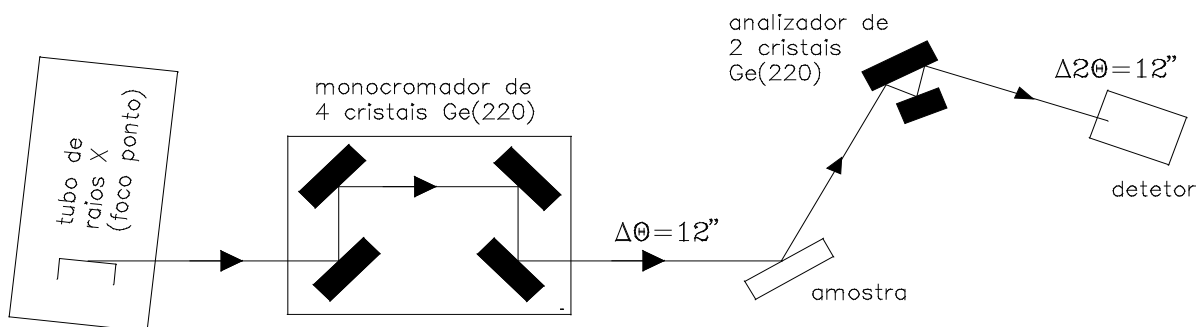 tubo de
raios X
(foco ponto)
monocromador de
4 cristais Ge(220)
ΔΘ=12"
amostra
analizador de
2 cristais
Ge(220)
Δ2Θ=12"
detetor